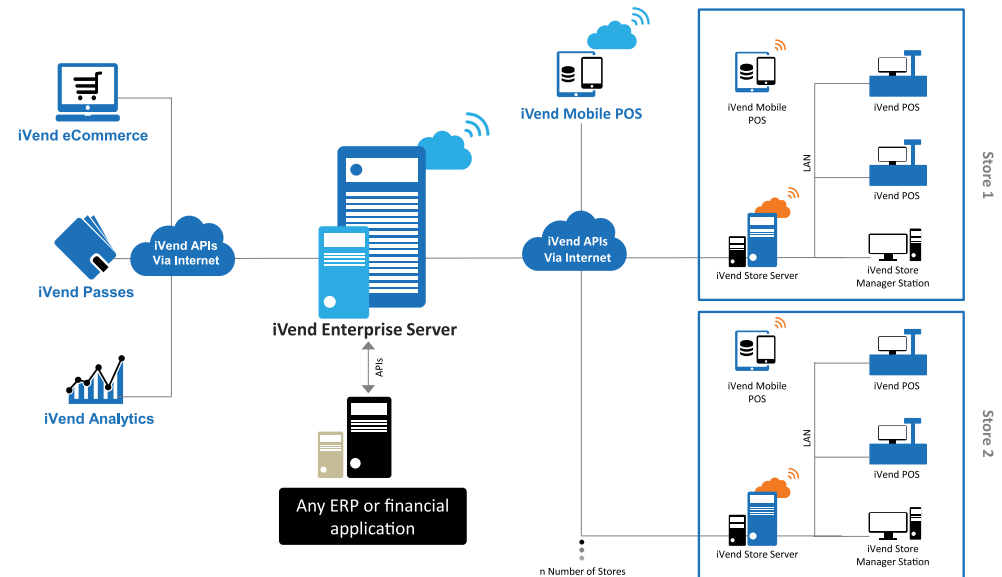 iVend eCommerce
iVend Passes
iVend Analytics
iVend APIs
Via Internet
iVend Enterprise Server
APIs
Any ERP or financial
application
iVend Mobile POS
iVend APIs
Via Internet
n Number of Stores
iVend Mobile
POS
iVend POS
LAN
iVend POS
iVend Store Server
iVend Store
Manager Station
Store 1
iVend Mobile
POS
iVend POS
LAN
iVend POS
iVend Store Server
iVend Store
Manager Station
Store 2